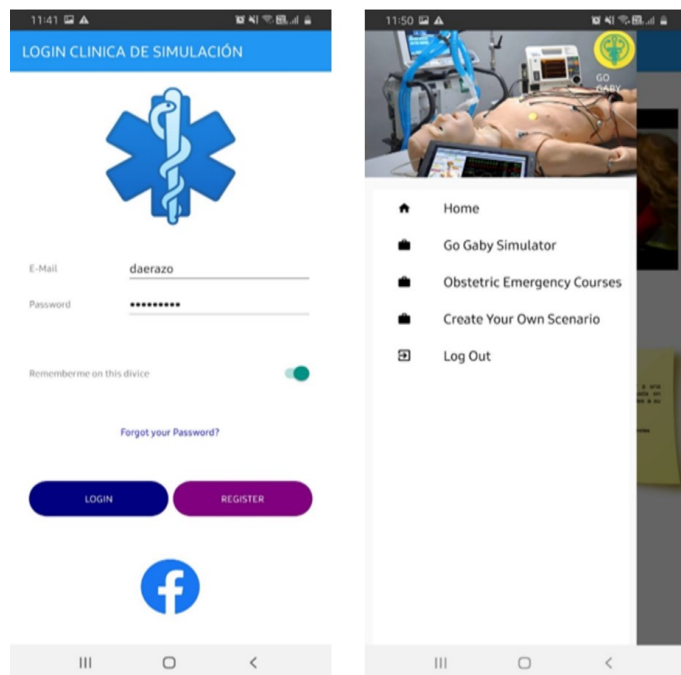 11:41
LOGIN CLINICA DE SIMULACIÓN
E-Mail
daerazo
Password
•••••••••
Rememberme on this divice
Forgot your Password?
LOGIN
REGISTER
11:50
GO
GABY
Home
Go Gaby Simulator
Obstetric Emergency Courses
Create Your Own Scenario
Log Out